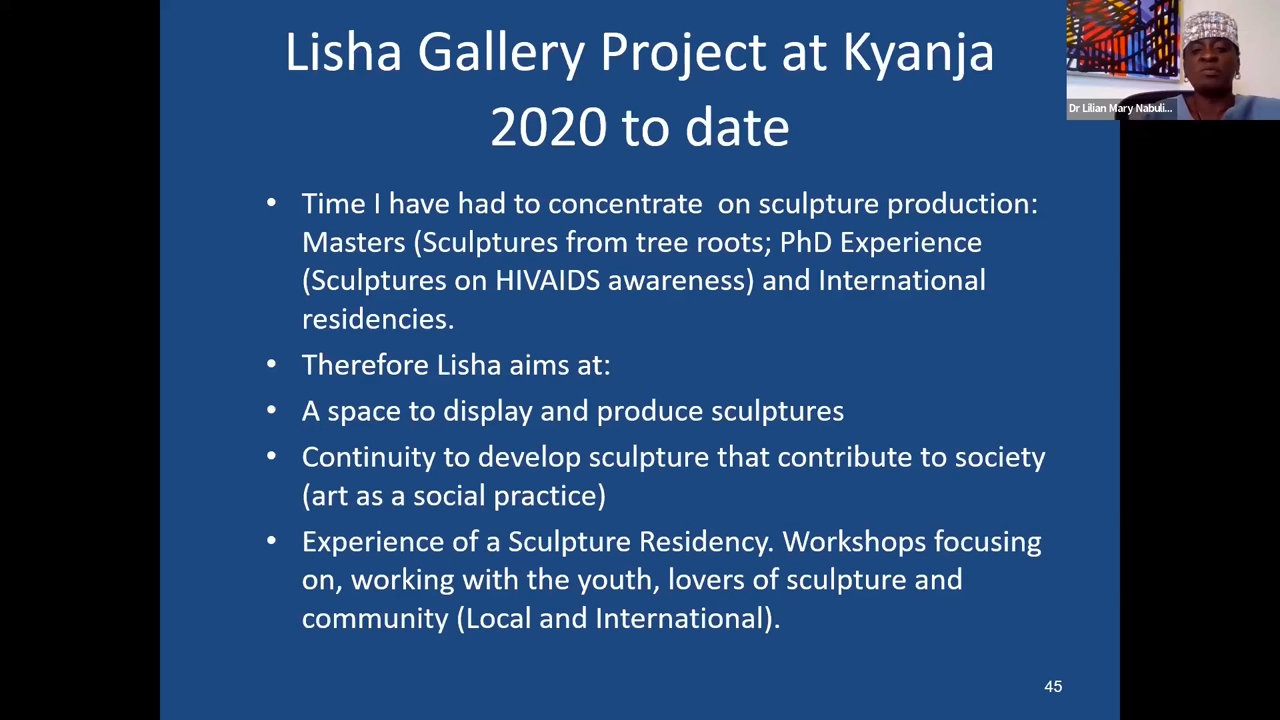 Lisha Gallery Project at Kyanja
2020 to date
Dr Lilian Mary Nabuli...
• Time I have had to concentrate  on sculpture production:
Masters (Sculptures from tree roots; PhD Experience
(Sculptures on HIVAIDS awareness) and International
residencies.
• Therefore Lisha aims at:
• A space to display and produce sculptures
• Continuity to develop sculpture that contribute to society
(art as a social practice)
• Experience of a Sculpture Residency. Workshops focusing
on, working with the youth, lovers of sculpture and
community (Local and International).
45